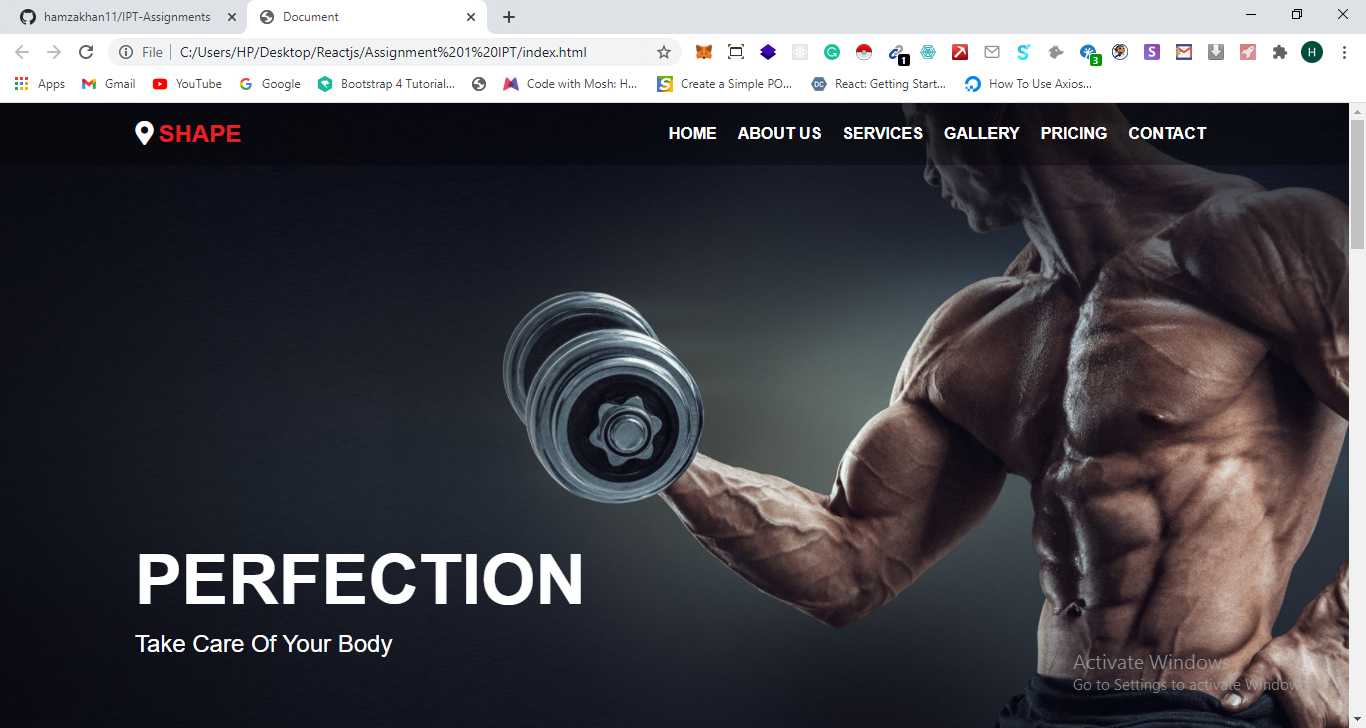 hamzakhan11/IPT-Assignments
Document
File
C:/Users/HP/Desktop/Reactjs/Assignment%201%20IPT/index.html
1
S
3
S
H
Apps
Gmail
YouTube
Google
Bootstrap 4 Tutorial...
Code with Mosh: H...
Create a Simple PO...
React: Getting Start...
How To Use Axios...
SHAPE
HOME ABOUT US SERVICES GALLERY PRICING CONTACT
PERFECTION
Take Care Of Your Body
Activate Windows
Go to Settings to activate Windows